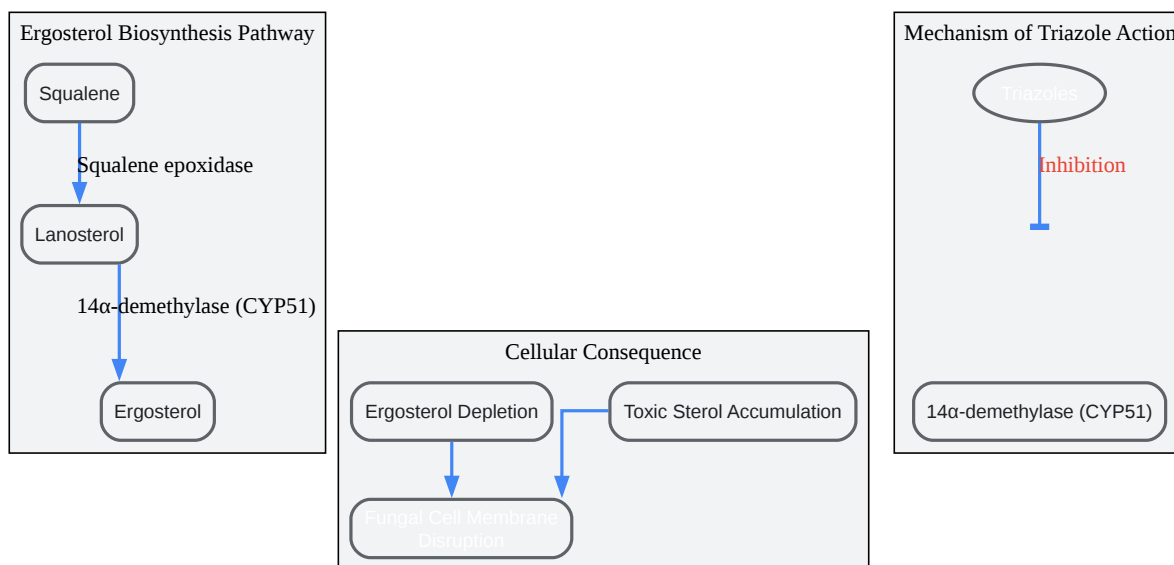 Ergosterol Biosynthesis Pathway
Squalene
Squalene epoxidase
Lanosterol
14α-demethylase (CYP51)
Ergosterol
Cellular Consequence
Ergosterol Depletion
Toxic Sterol Accumulation
Fungal Cell Membrane
Disruption
Mechanism of Triazole Action
Triazoles
Inhibition
14α-demethylase (CYP51)